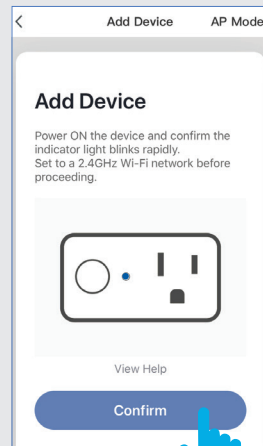 Add Device AP Mode
Add Device
Power ON the device and confirm the
indicator light blinks rapidly.
Set to a 2.4GHz Wi-Fi network before
proceeding.
View Help
Confirm